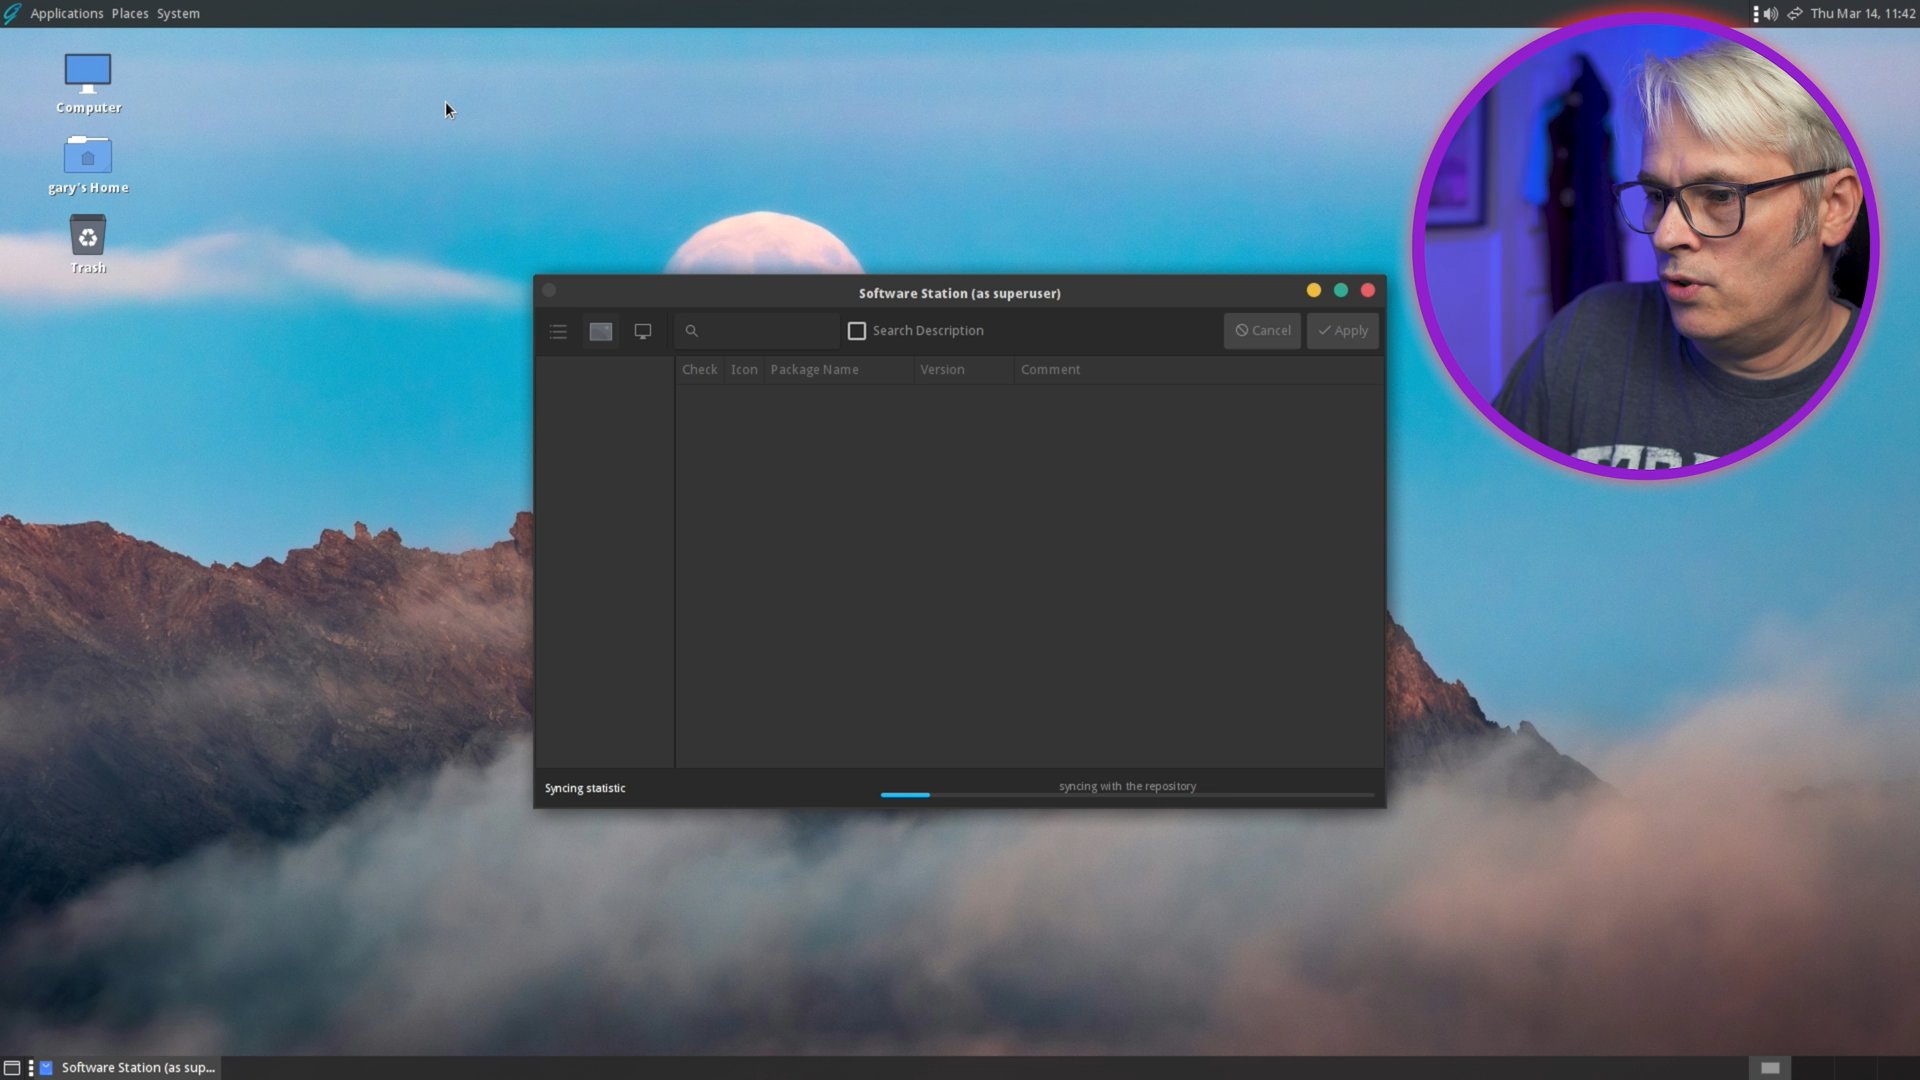 Applications Places System
Thu Mar 14, 11:42
Computer
gary's Home
Trash
Software Station (as superuser)
Search Description
Cancel
Apply
Check Icon Package Name Version Comment
Syncing statistic
syncing with the repository
Software Station (as sup...